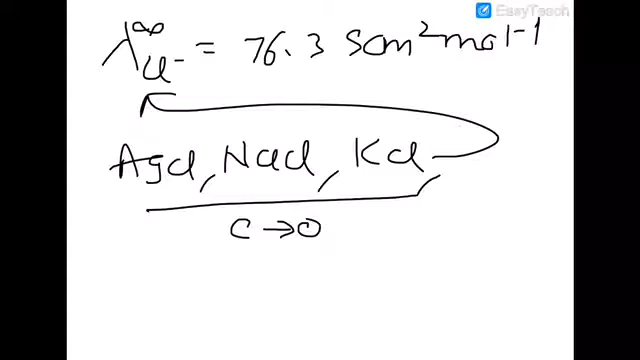 EasyTeach
λ∞Cl- = 76.3 Scm²mol-1
AgCl, NaCl, KCl
C → 0